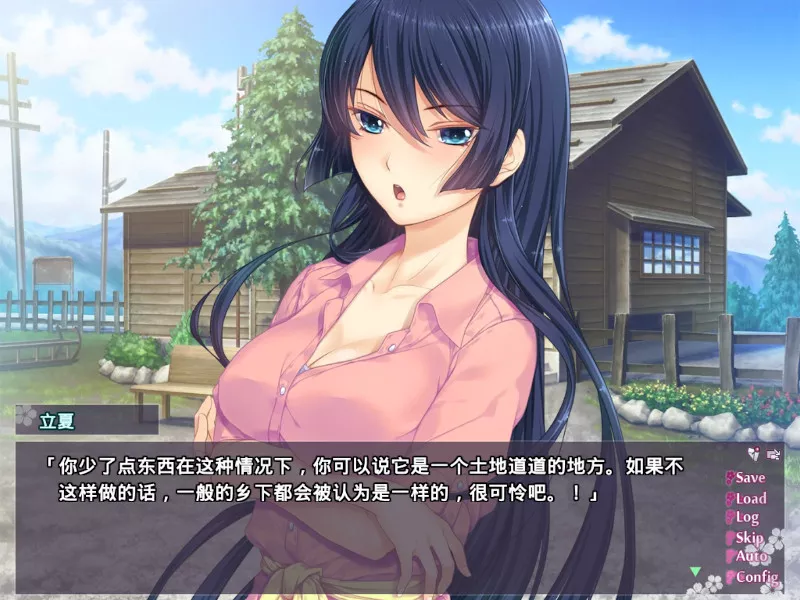 立夏
「你少了点东西在这种情况下，你可以说它是一个土地道道的地方。如果不
这样做的话，一般的乡下都会被认为是一样的，很可怜吧。！」
Save
Load
Log
Skip
Auto
Config